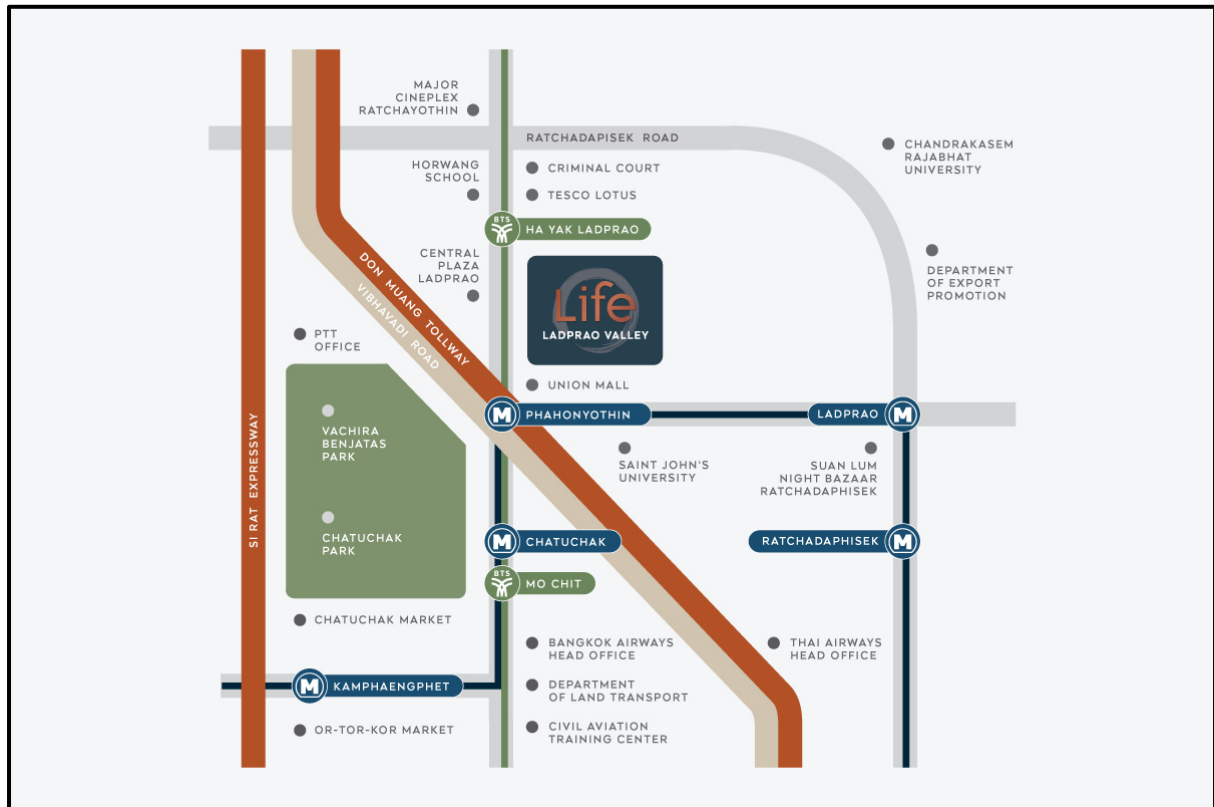 MAJOR
CINEPLEX
RATCHAYOTHIN
RATCHADAPISEK ROAD
CHANDRAKASEM
RAJABHAT
UNIVERSITY
HORWANG
SCHOOL
CRIMINAL COURT
TESCO LOTUS
BTS
HA YAK LADPRAO
CENTRAL
PLAZA
LADPRAO
DEPARTMENT
OF EXPORT
PROMOTION
DON MUANG TOLLWAY
VIBHAVADI ROAD
Life
LADPRAO VALLEY
PTT
OFFICE
UNION MALL
M PHAHONYOTHIN
LADPRAO M
SI RAT EXPRESSWAY
VACHIRA
BENJATAS
PARK
SAINT JOHN'S
UNIVERSITY
SUAN LUM
NIGHT BAZAAR
RATCHADAPHISEK
CHATUCHAK
PARK
M CHATUCHAK
RATCHADAPHISEK M
BTS
MO CHIT
CHATUCHAK MARKET
BANGKOK AIRWAYS
HEAD OFFICE
THAI AIRWAYS
HEAD OFFICE
M KAMPHAENGPHET
DEPARTMENT
OF LAND TRANSPORT
OR-TOR-KOR MARKET
CIVIL AVIATION
TRAINING CENTER